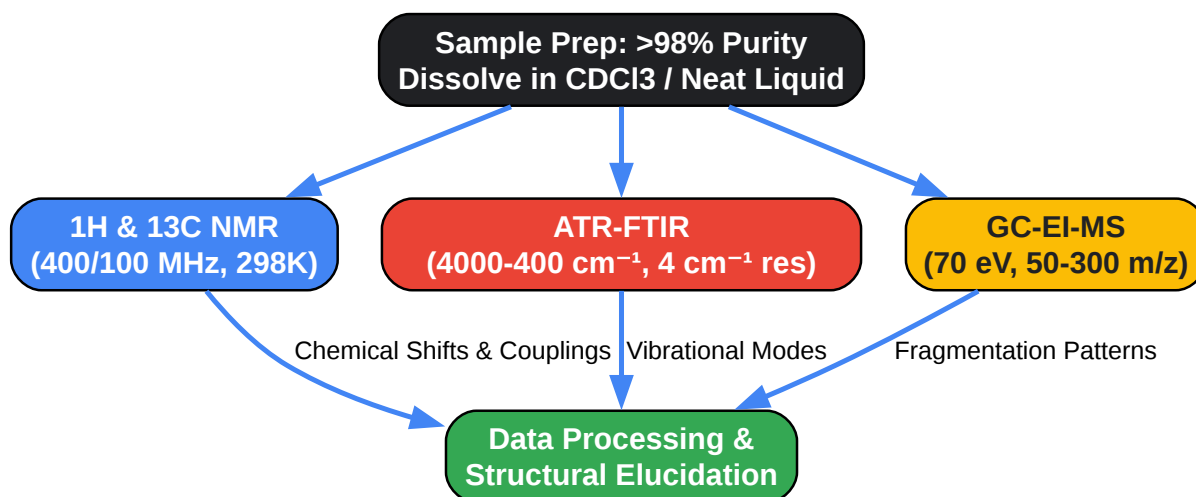 Sample Prep: >98% Purity
Dissolve in CDCl3 / Neat Liquid
1H & 13C NMR
(400/100 MHz, 298K)
ATR-FTIR
(4000-400 cm⁻¹, 4 cm⁻¹ res)
GC-EI-MS
(70 eV, 50-300 m/z)
Chemical Shifts & Couplings
Vibrational Modes
Fragmentation Patterns
Data Processing &
Structural Elucidation